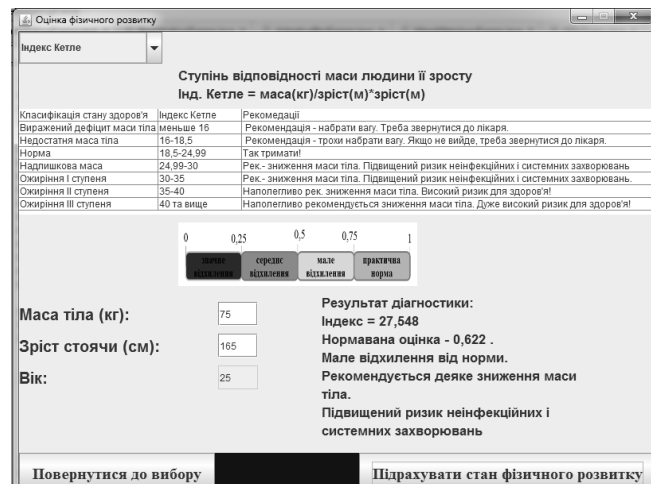 Оцінка фізичного розвитку
Індекс Кетле
Ступінь відповідності маси людини її зросту
Інд. Кетле = маса(кг)/зріст(м)*зріст(м)
Класифікація стану здоров'я Індекс Кетле Рекомедації
Виражений дефіцит маси тіла меньше 16 Рекомендація - набрати вагу. Треба звернутися до лікаря.
Недостатня маса тіла 16-18,5 Рекомендація - трохи набрати вагу. Якщо не вийде, треба звернутися до лікаря.
Норма 18,5-24,99 Так тримати!
Надлишкова маса 24,99-30 Рек.- зниження маси тіла. Підвищений ризик неінфекційних і системних захворювань
Ожиріння I ступеня 30-35 Рек.- зниження маси тіла. Підвищений ризик неінфекційних і системних захворювань.
Ожиріння II ступеня 35-40 Наполегливо рек. зниження маси тіла. Високий ризик для здоров'я!
Ожиріння III ступеня 40 та вище Наполегливо рекомендується зниження маси тіла. Дуже високий ризик для здоров'я!
0 0,25 0,5 0,75 1
значне середнє мале практична
відхилення відхилення відхилення норма
Маса тіла (кг): 75
Зріст стоячи (см): 165
Вік: 25
Результат діагностики:
Індекс = 27,548
Нормавана оцінка - 0,622 .
Мале відхилення від норми.
Рекомендується деяке зниження маси
тіла.
Підвищений ризик неінфекційних і
системних захворювань
Повернутися до вибору Підрахувати стан фізичного розвитку